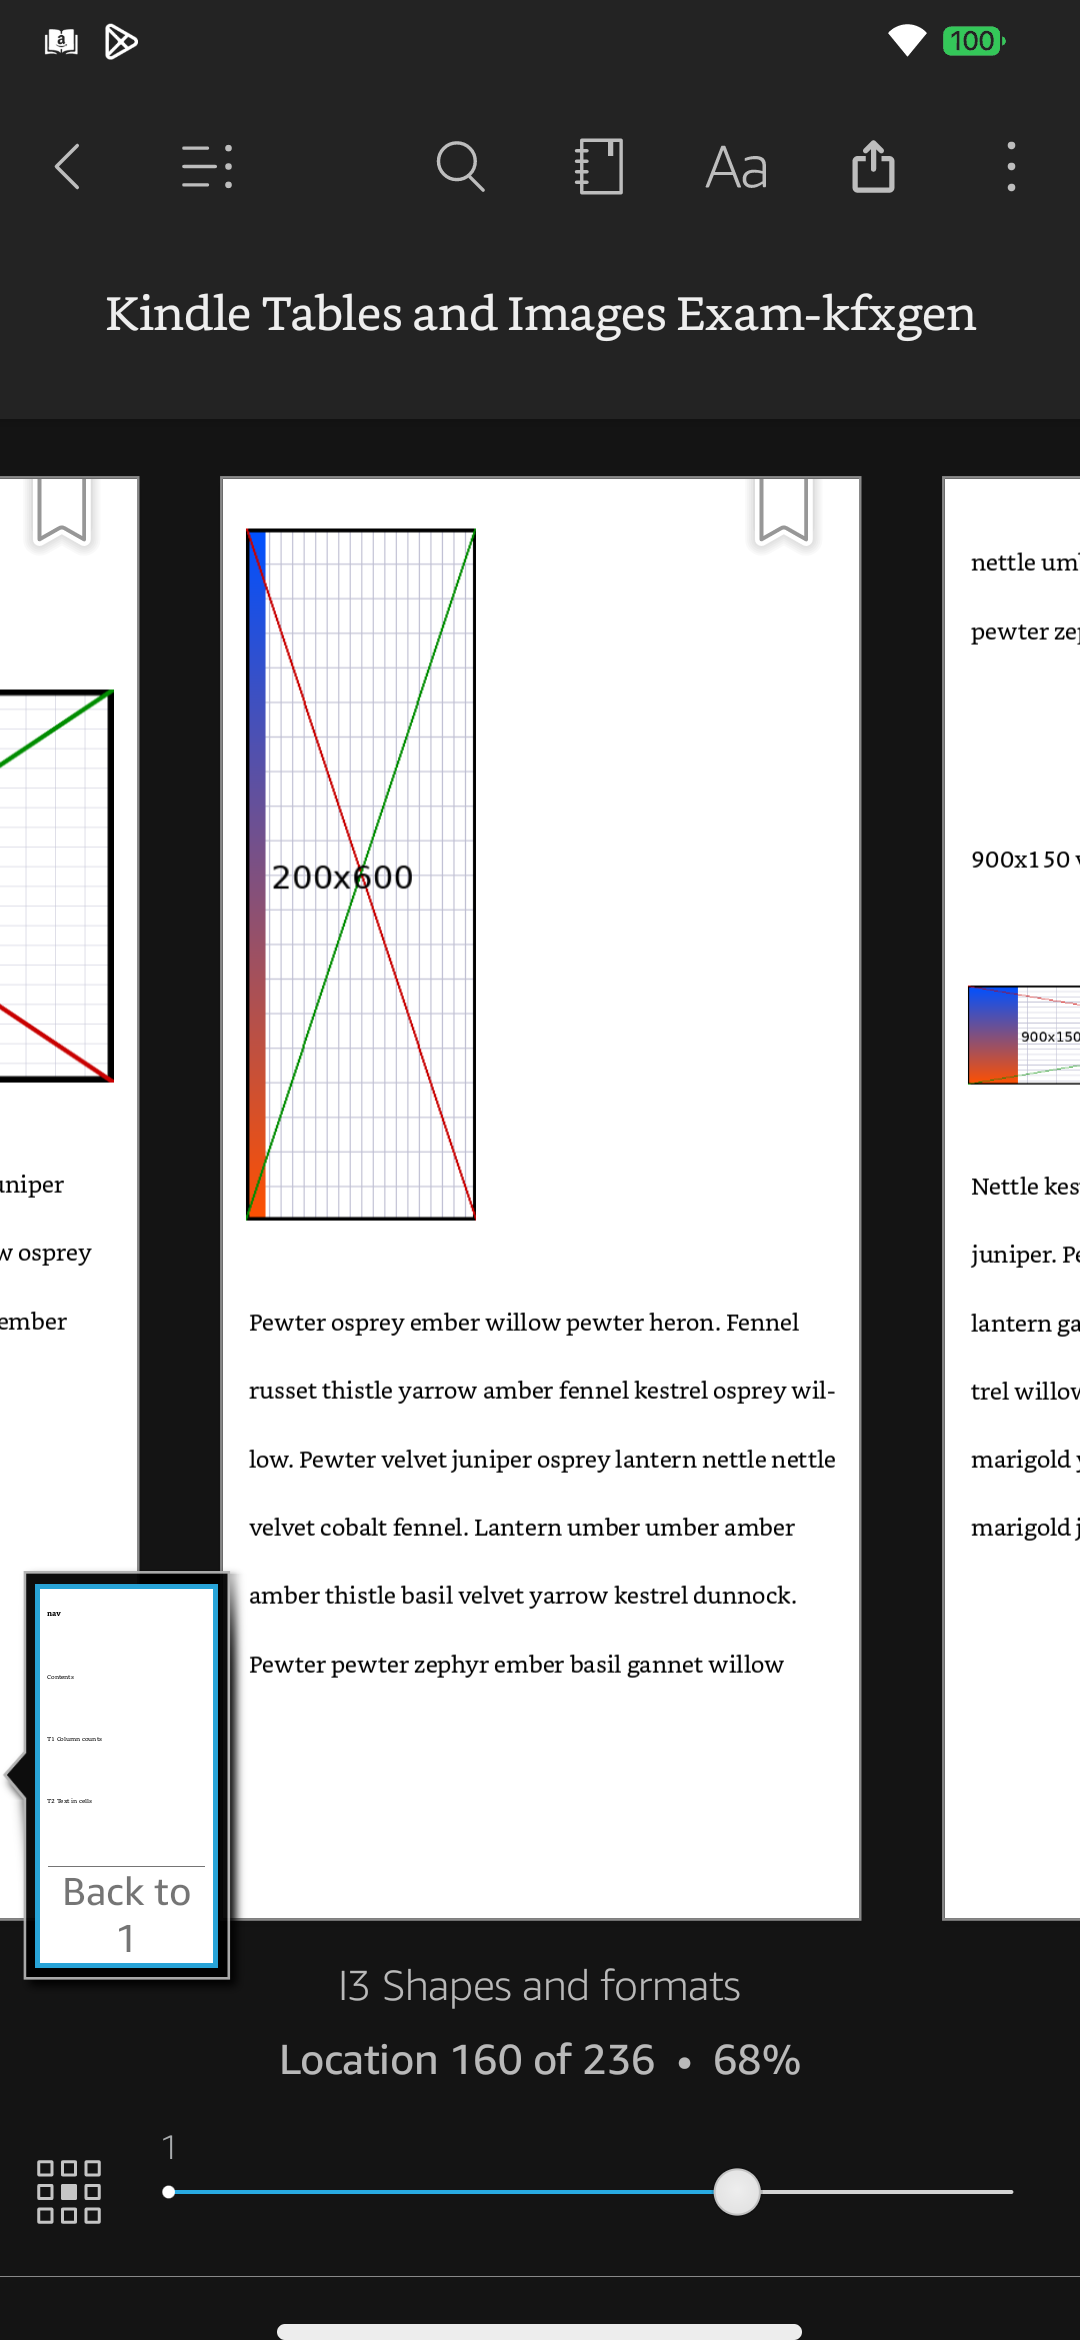 100
Aa
Kindle Tables and Images Exam-kfxgen
uniper
w osprey
ember
200x600
Pewter osprey ember willow pewter heron. Fennel
russet thistle yarrow amber fennel kestrel osprey wil-
low. Pewter velvet juniper osprey lantern nettle nettle
velvet cobalt fennel. Lantern umber umber amber
amber thistle basil velvet yarrow kestrel dunnock.
Pewter pewter zephyr ember basil gannet willow
nettle um
pewter ze
900x150
900x150
Nettle kes
juniper. Pe
lantern ga
trel willow
marigold
marigold j
nav
Contents
T1 Column counts
T2 Text in cells
Back to
1
I3 Shapes and formats
Location 160 of 236 • 68%
1